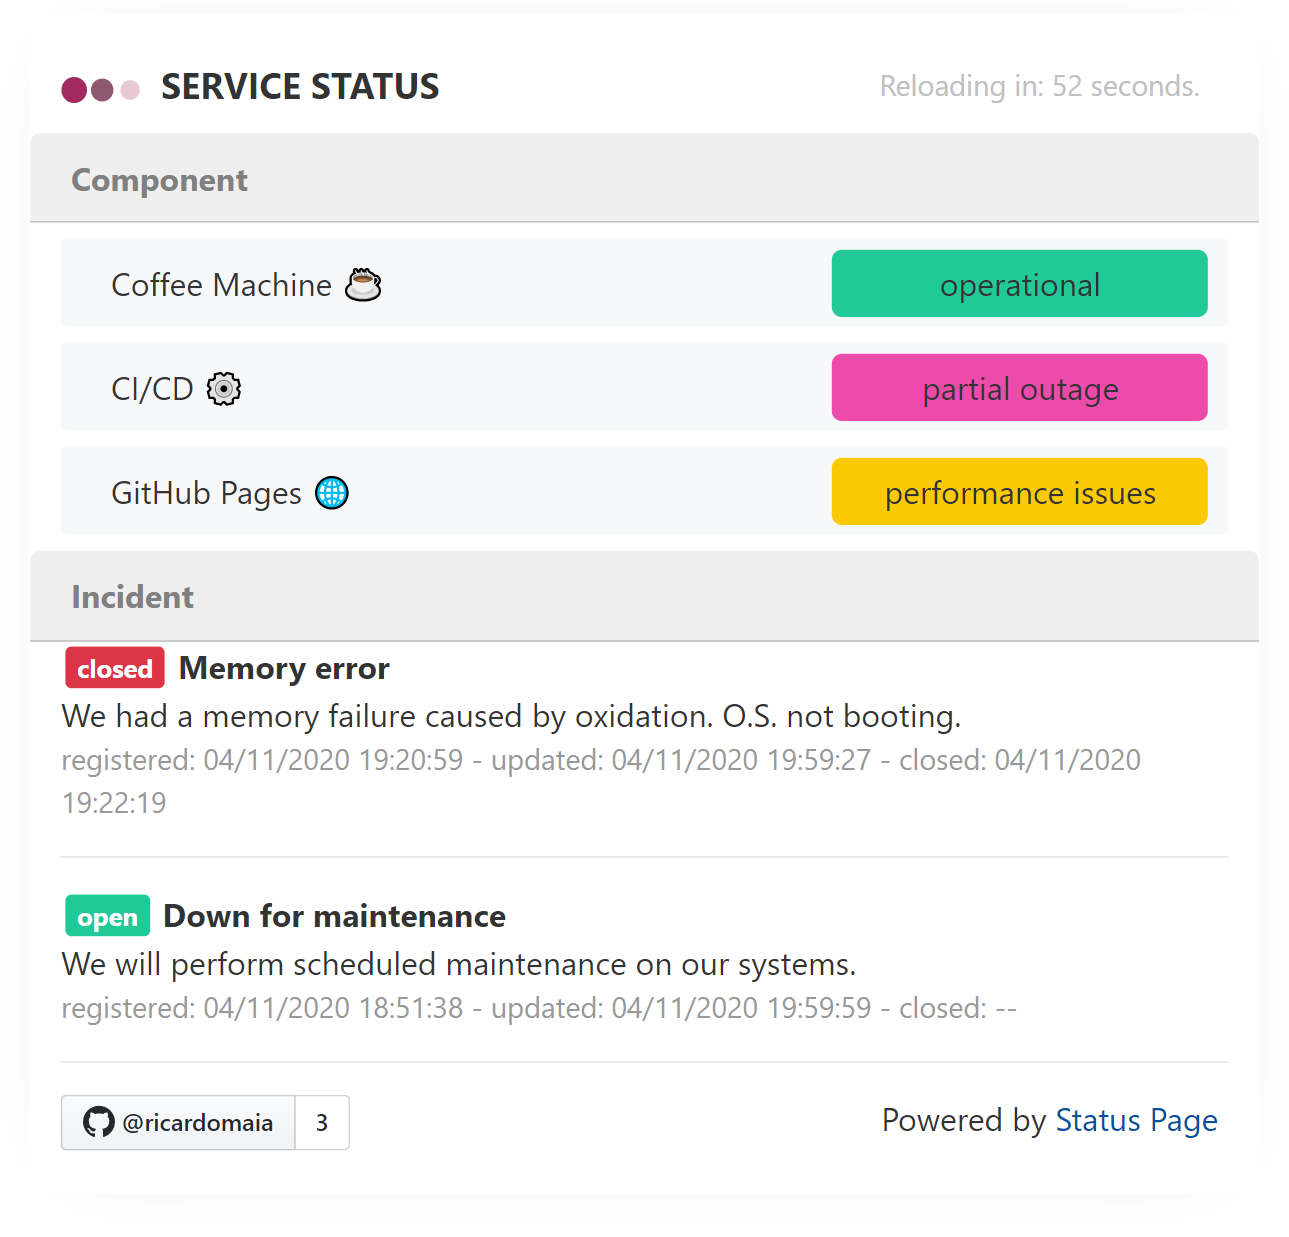 SERVICE STATUS
Reloading in: 52 seconds.
Component
Coffee Machine ☕
operational
CI/CD ⚙
partial outage
GitHub Pages 🌐
performance issues
Incident
closed Memory error
We had a memory failure caused by oxidation. O.S. not booting.
registered: 04/11/2020 19:20:59 - updated: 04/11/2020 19:59:27 - closed: 04/11/2020
19:22:19
open Down for maintenance
We will perform scheduled maintenance on our systems.
registered: 04/11/2020 18:51:38 - updated: 04/11/2020 19:59:59 - closed: --
@ricardomaia 3
Powered by Status Page